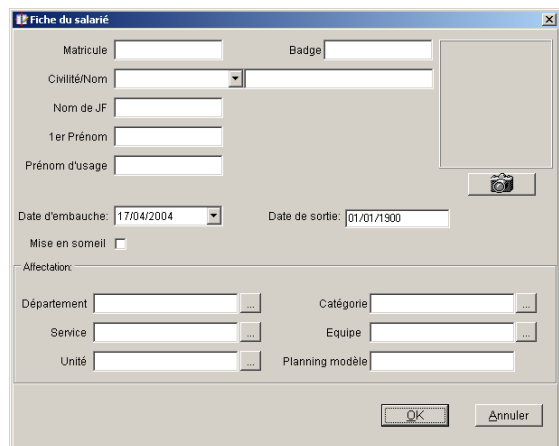 Fiche du salarié
Matricule Badge
Civilité/Nom
Nom de JF
1er Prénom
Prénom d'usage
Date d'embauche: 17/04/2004 Date de sortie: 01/01/1900
Mise en someil
Affectation:
Département ... Catégorie ...
Service ... Equipe ...
Unité ... Planning modèle
OK Annuler